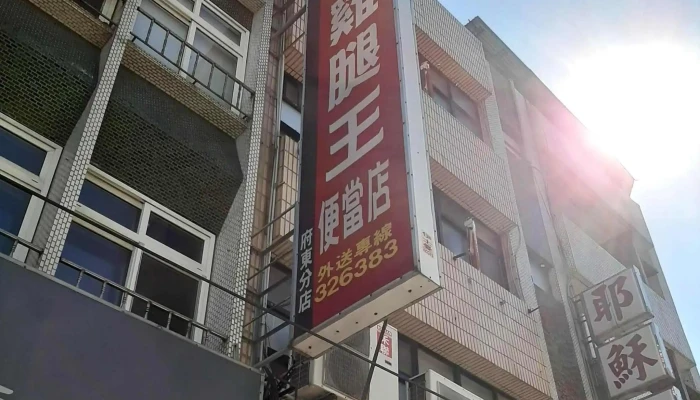 雞腿王
便當店
府東分店
外送專線
326383
耶
穌